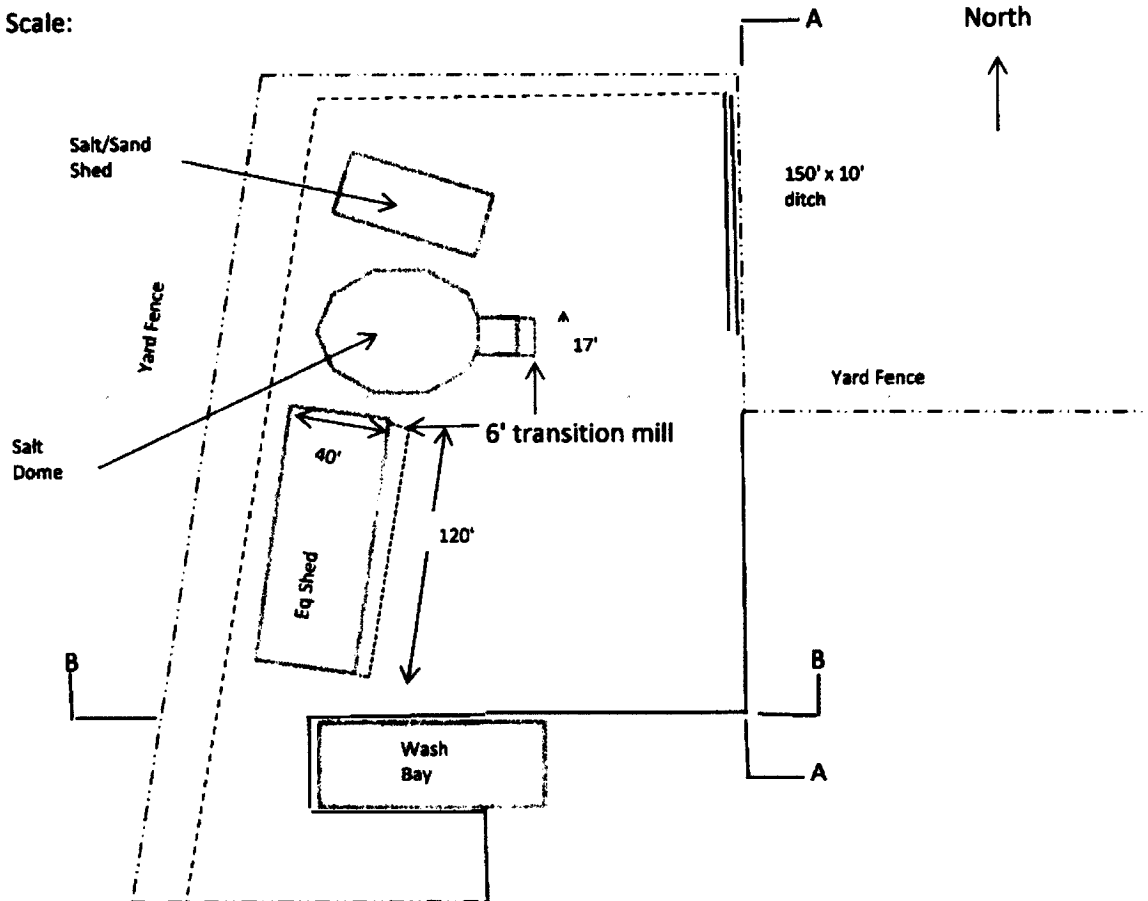 Scale:
A
North
Salt/Sand
Shed
150' x 10'
ditch
Yard Fence
17'
Yard Fence
6' transition mill
Salt
Dome
40'
120'
Eq Shed
B
B
Wash
Bay
A